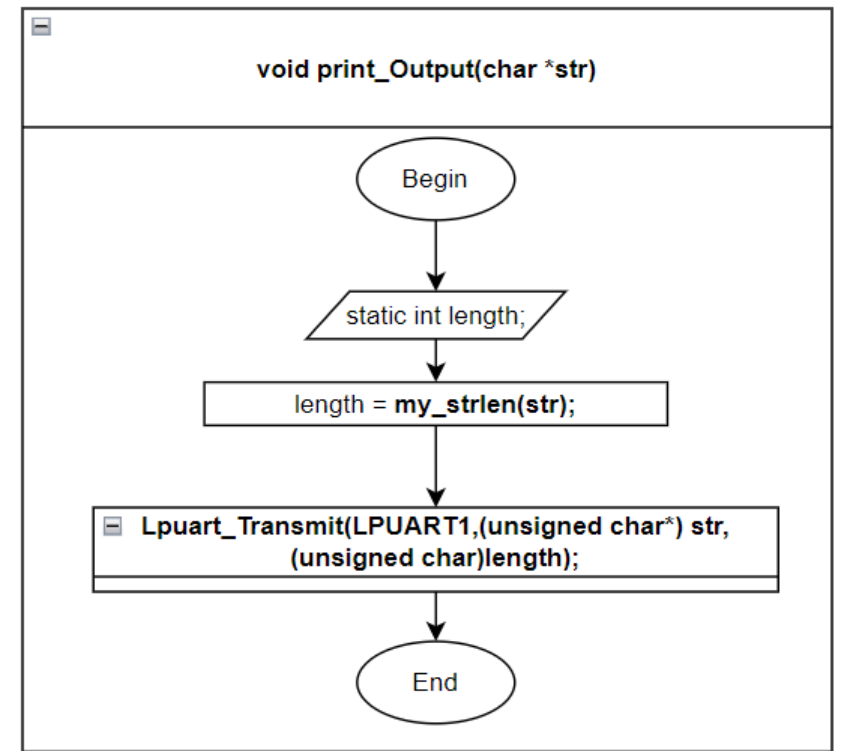 void print_Output(char *str)
Begin
static int length;
length = my_strlen(str);
Lpuart_Transmit(LPUART1,(unsigned char*) str,
(unsigned char)length);
End